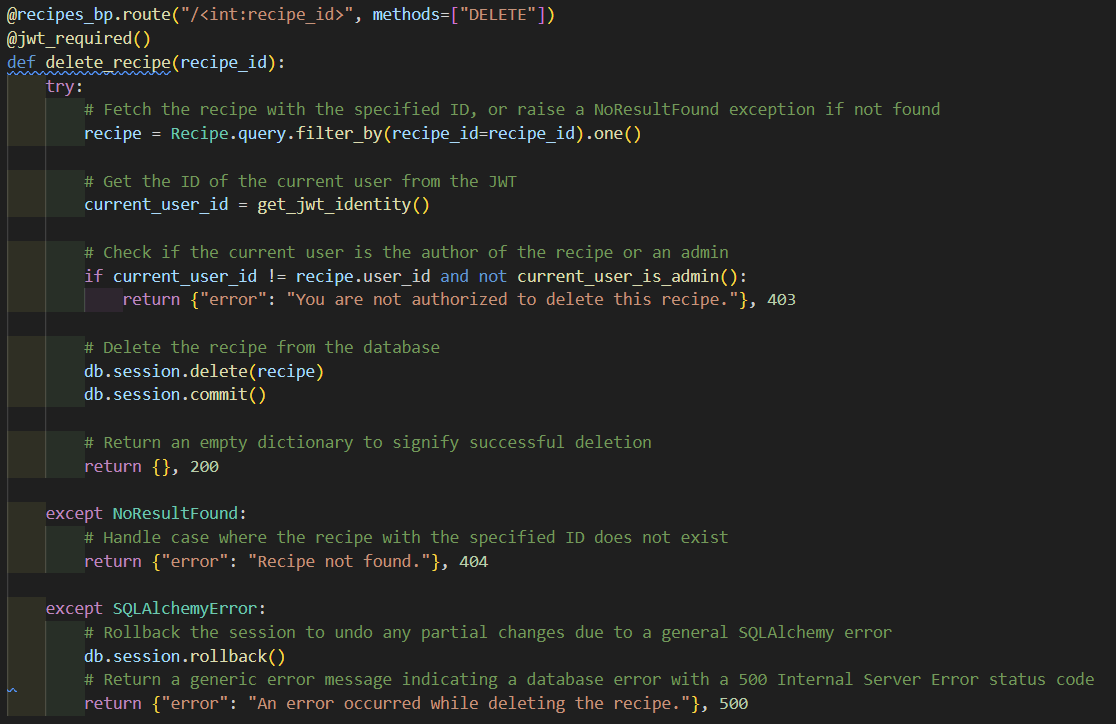 @recipes_bp.route("/<int:recipe_id>", methods=["DELETE"])
@jwt_required()
def delete_recipe(recipe_id):
    try:
        # Fetch the recipe with the specified ID, or raise a NoResultFound exception if not found
        recipe = Recipe.query.filter_by(recipe_id=recipe_id).one()

        # Get the ID of the current user from the JWT
        current_user_id = get_jwt_identity()

        # Check if the current user is the author of the recipe or an admin
        if current_user_id != recipe.user_id and not current_user_is_admin():
            return {"error": "You are not authorized to delete this recipe."}, 403

        # Delete the recipe from the database
        db.session.delete(recipe)
        db.session.commit()

        # Return an empty dictionary to signify successful deletion
        return {}, 200

    except NoResultFound:
        # Handle case where the recipe with the specified ID does not exist
        return {"error": "Recipe not found."}, 404

    except SQLAlchemyError:
        # Rollback the session to undo any partial changes due to a general SQLAlchemy error
        db.session.rollback()
        # Return a generic error message indicating a database error with a 500 Internal Server Error status code
        return {"error": "An error occurred while deleting the recipe."}, 500